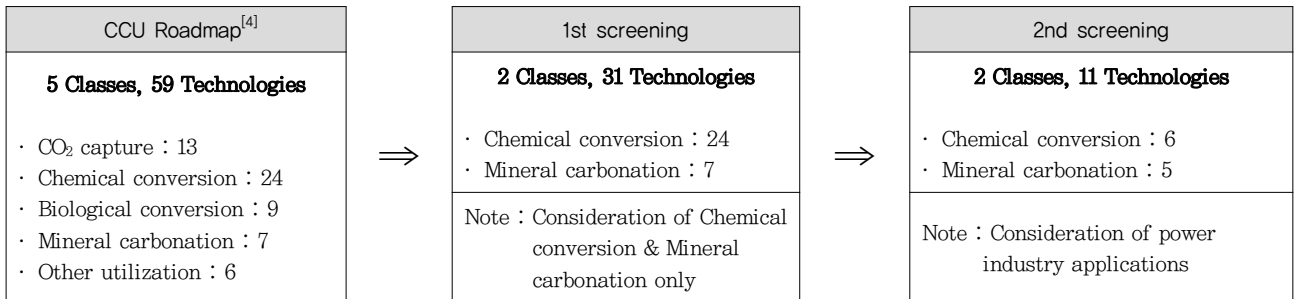 CCU Roadmap[4]
5 Classes, 59 Technologies
· CO₂ capture : 13
· Chemical conversion : 24
· Biological conversion : 9
· Mineral carbonation : 7
· Other utilization : 6
⇒
1st screening
2 Classes, 31 Technologies
· Chemical conversion : 24
· Mineral carbonation : 7
Note : Consideration of Chemical
conversion & Mineral
carbonation only
⇒
2nd screening
2 Classes, 11 Technologies
· Chemical conversion : 6
· Mineral carbonation : 5
Note : Consideration of power
industry applications